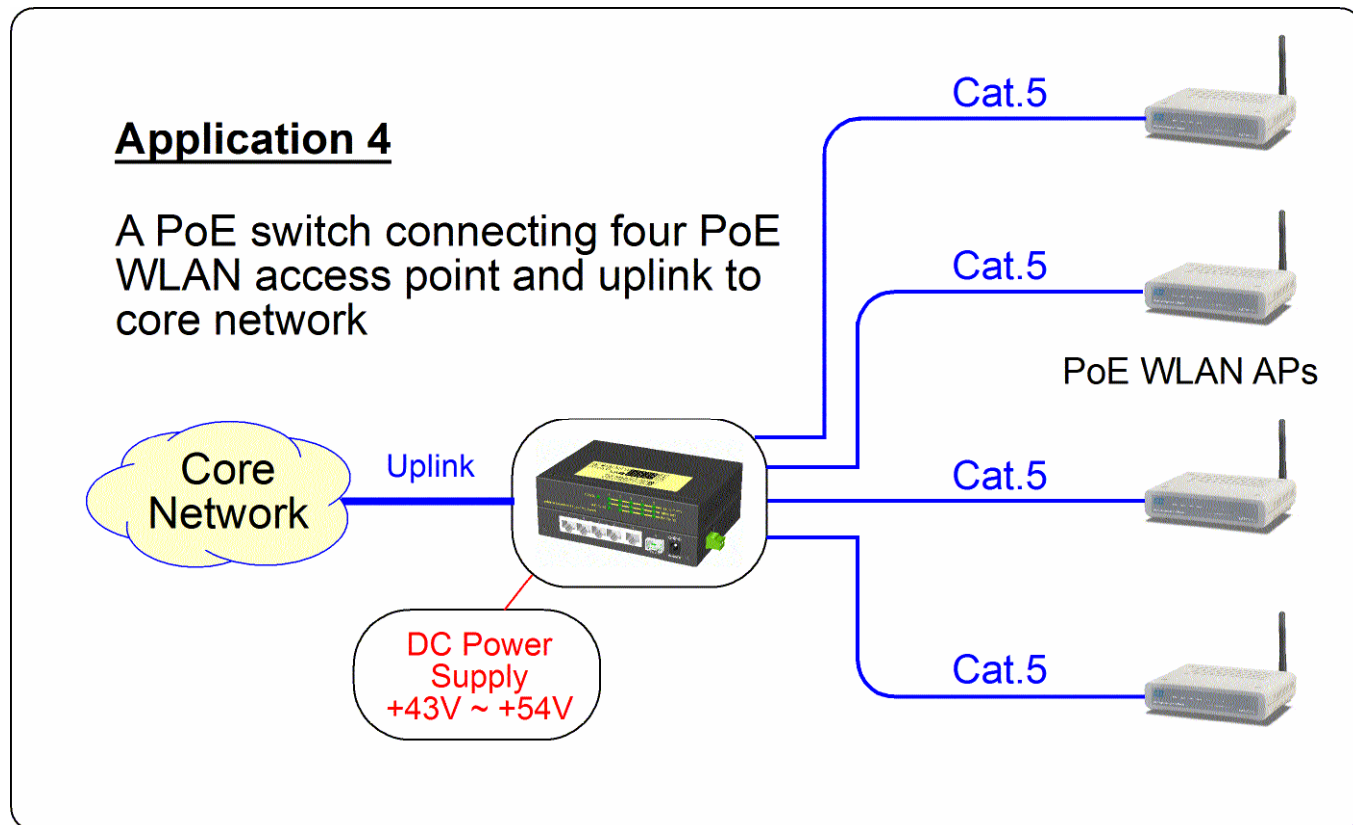 Application 4
A PoE switch connecting four PoE
WLAN access point and uplink to
core network
Cat.5
Cat.5
PoE WLAN APs
Core
Network
Uplink
Cat.5
DC Power
Supply
+43V ~ +54V
Cat.5